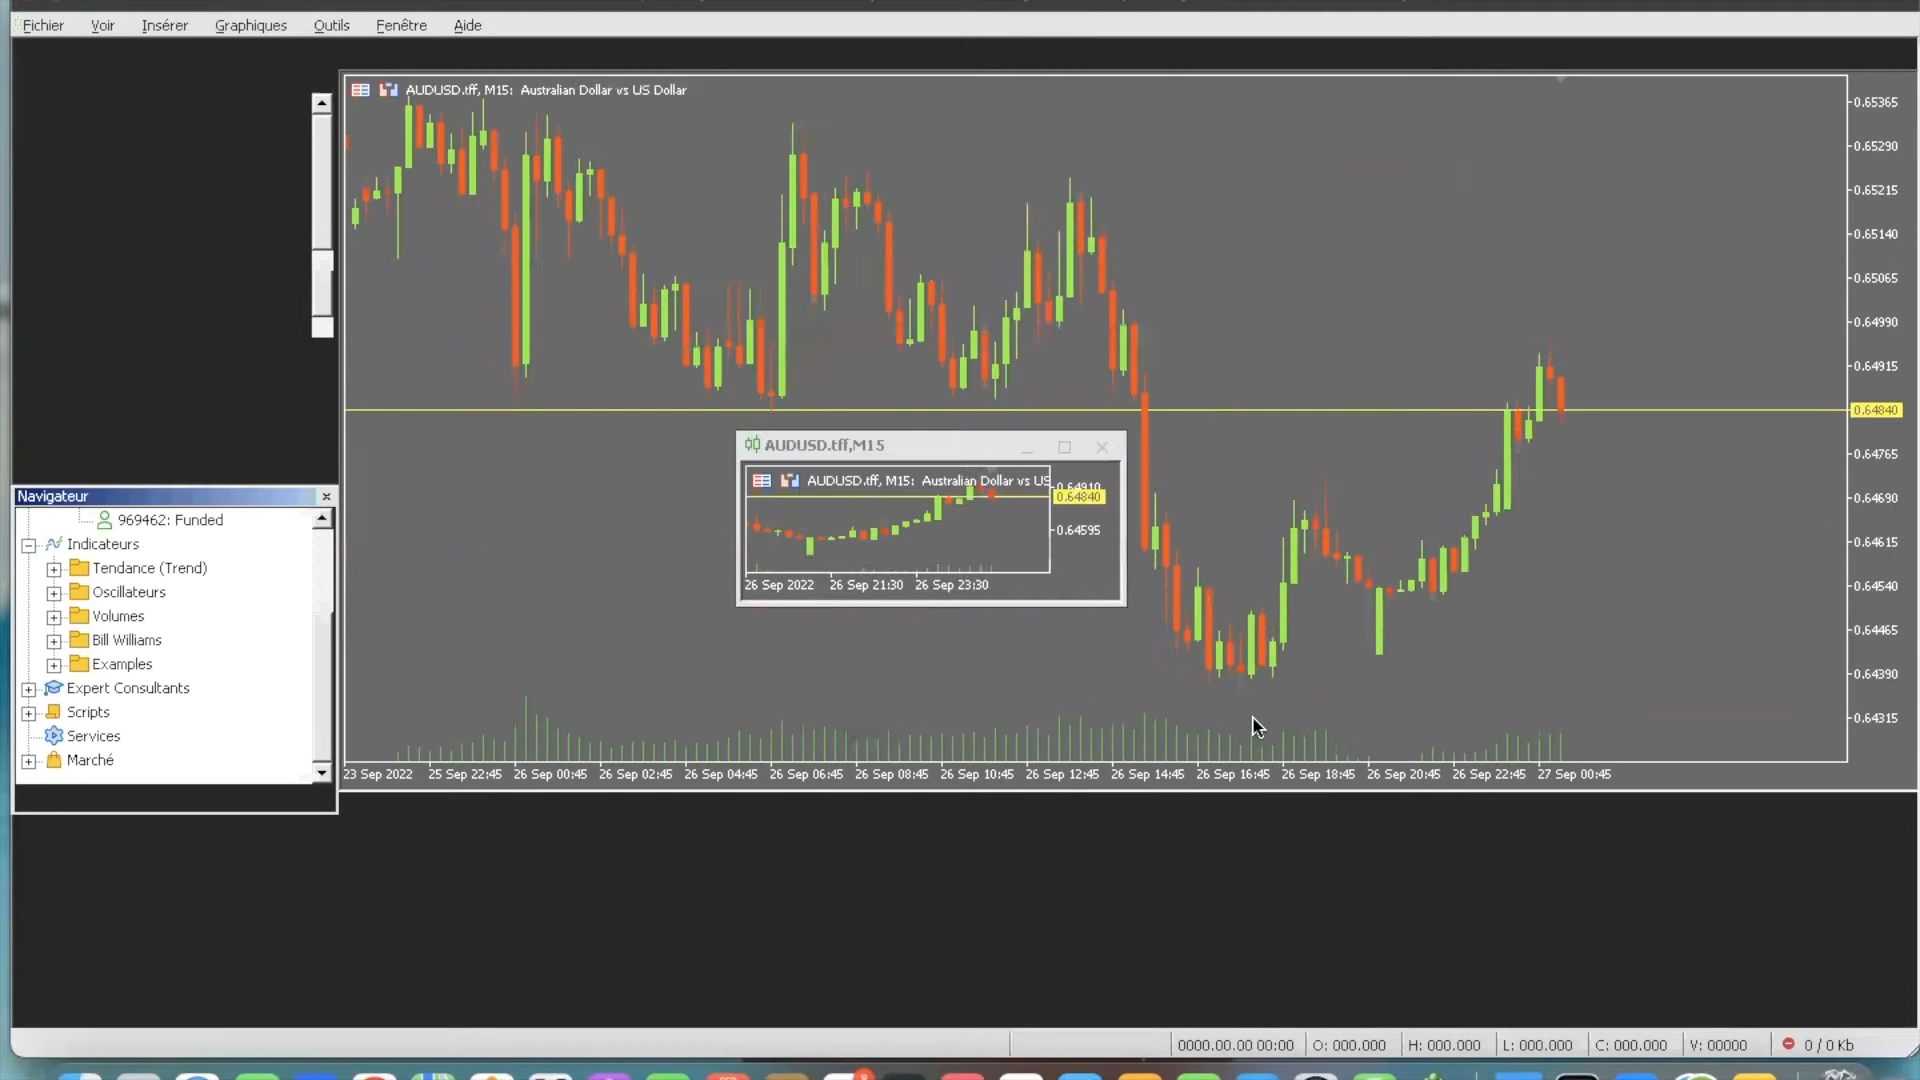 Fichier Voir Insérer Graphiques Outils Fenêtre Aide
AUDUSD.tff, M15: Australian Dollar vs US Dollar
0.65365
0.65290
0.65215
0.65140
0.65065
0.64990
0.64915
0.64840
0.64765
0.64690
0.64615
0.64540
0.64465
0.64390
0.64315
AUDUSD.tff,M15
AUDUSD.tff, M15: Australian Dollar vs US
0.64910
0.64840
0.64595
26 Sep 2022 26 Sep 21:30 26 Sep 23:30
Navigateur
969462: Funded
Indicateurs
Tendance (Trend)
Oscillateurs
Volumes
Bill Williams
Examples
Expert Consultants
Scripts
Services
Marché
23 Sep 2022 25 Sep 22:45 26 Sep 00:45 26 Sep 02:45 26 Sep 04:45 26 Sep 06:45 26 Sep 08:45 26 Sep 10:45 26 Sep 12:45 26 Sep 14:45 26 Sep 16:45 26 Sep 18:45 26 Sep 20:45 26 Sep 22:45 27 Sep 00:45
0000.00.00 00:00 O: 000.000 H: 000.000 L: 000.000 C: 000.000 V: 00000 0 / 0 Kb